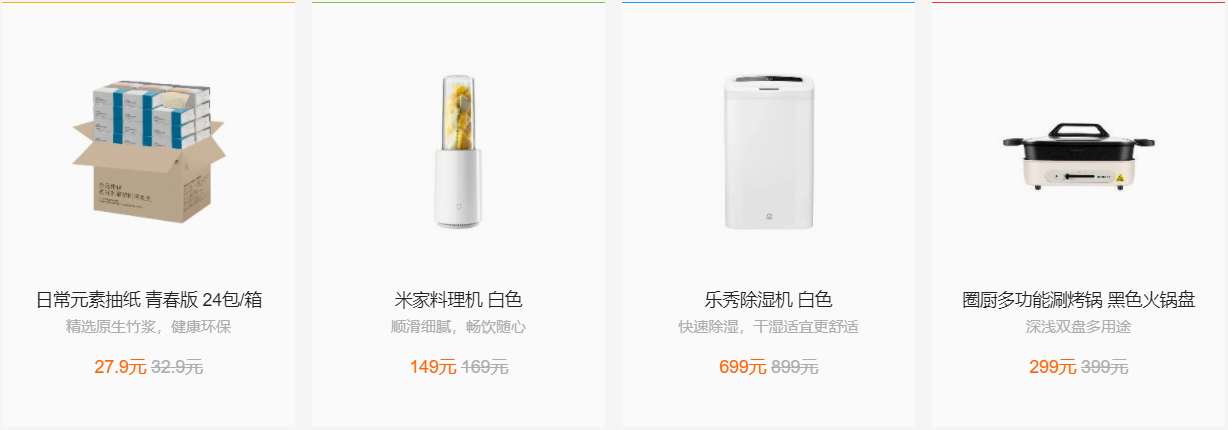 日常元素抽纸 青春版 24包/箱
精选原生竹浆，健康环保
27.9元 32.9元
米家料理机 白色
顺滑细腻，畅饮随心
149元 169元
乐秀除湿机 白色
快速除湿，干湿适宜更舒适
699元 899元
圈厨多功能涮烤锅 黑色火锅盘
深浅双盘多用途
299元 399元